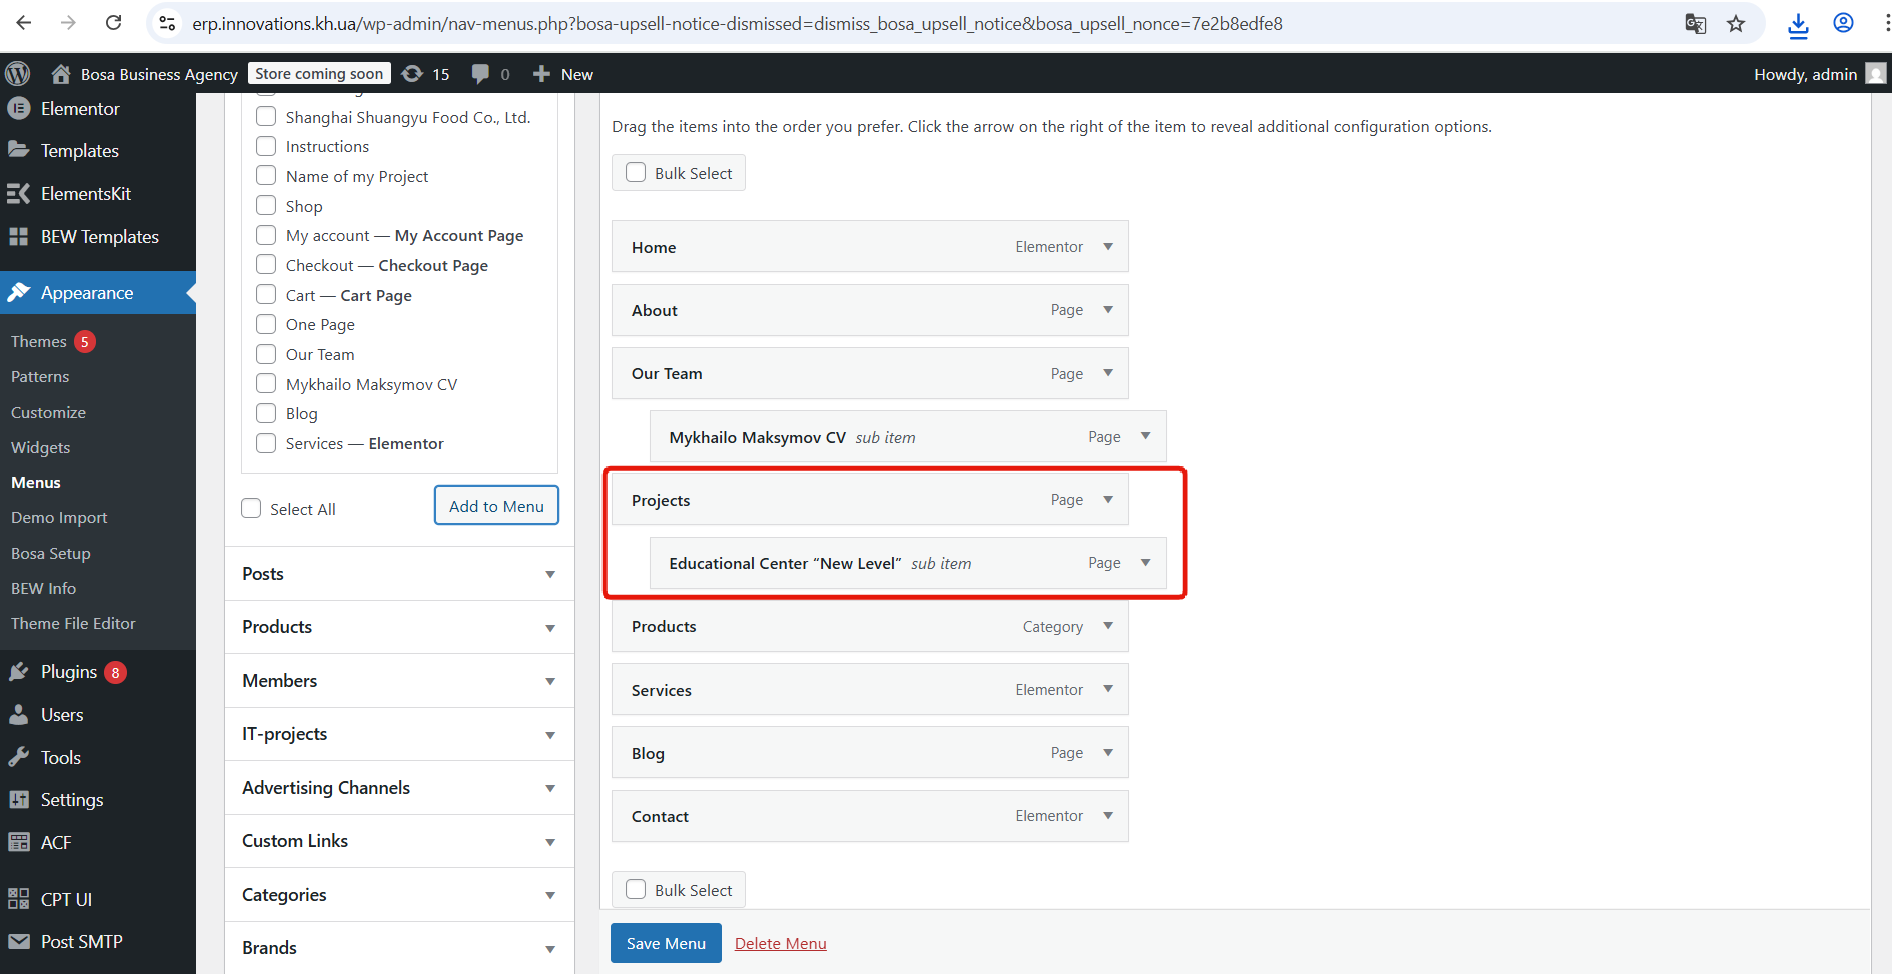 erp.innovations.kh.ua/wp-admin/nav-menus.php?bosa-upsell-notice-dismissed=dismiss_bosa_upsell_notice&bosa_upsell_nonce=7e2b8edfe8
Bosa Business Agency Store coming soon 15 0 New Howdy, admin
Elementor
Templates
ElementsKit
BEW Templates
Appearance
Themes 5
Patterns
Customize
Widgets
Menus
Demo Import
Bosa Setup
BEW Info
Theme File Editor
Plugins 8
Users
Tools
Settings
ACF
CPT UI
Post SMTP
Shanghai Shuangyu Food Co., Ltd.
Instructions
Name of my Project
Shop
My account — My Account Page
Checkout — Checkout Page
Cart — Cart Page
One Page
Our Team
Mykhailo Maksymov CV
Blog
Services — Elementor
Select All Add to Menu
Posts
Products
Members
IT-projects
Advertising Channels
Custom Links
Categories
Brands
Drag the items into the order you prefer. Click the arrow on the right of the item to reveal additional configuration options.
Bulk Select
Home Elementor
About Page
Our Team Page
Mykhailo Maksymov CV sub item Page
Projects Page
Educational Center “New Level” sub item Page
Products Category
Services Elementor
Blog Page
Contact Elementor
Bulk Select
Save Menu Delete Menu